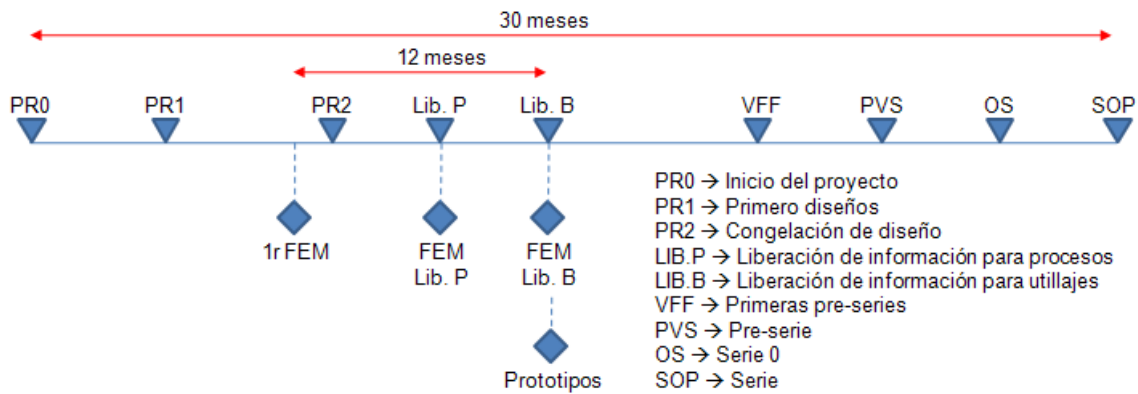 30 meses
12 meses
PR0 PR1 PR2 Lib. P Lib. B VFF PVS OS SOP
1r FEM FEM FEM
Lib. P Lib. B
Prototipos
PR0 → Inicio del proyecto
PR1 → Primero diseños
PR2 → Congelación de diseño
LIB.P → Liberación de información para procesos
LIB.B → Liberación de información para utillajes
VFF → Primeras pre-series
PVS → Pre-serie
OS → Serie 0
SOP → Serie